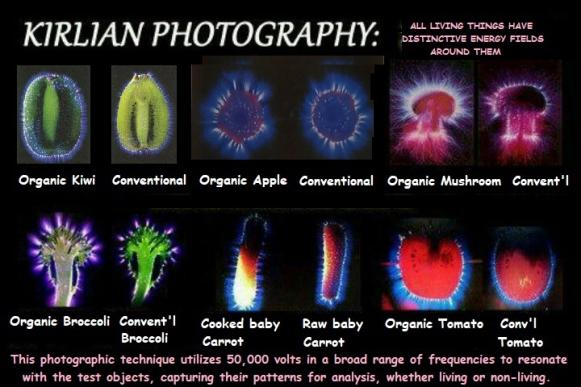 KIRLIAN PHOTOGRAPHY:
ALL LIVING THINGS HAVE
DISTINCTIVE ENERGY FIELDS
AROUND THEM
Organic Kiwi
Conventional
Organic Apple
Conventional
Organic Mushroom
Convent'l
Organic Broccoli
Convent'l
Broccoli
Cooked baby
Carrot
Raw baby
Carrot
Organic Tomato
Conv'l
Tomato
This photographic technique utilizes 50,000 volts in a broad range of frequencies to resonate
with the test objects, capturing their patterns for analysis, whether living or non-living.